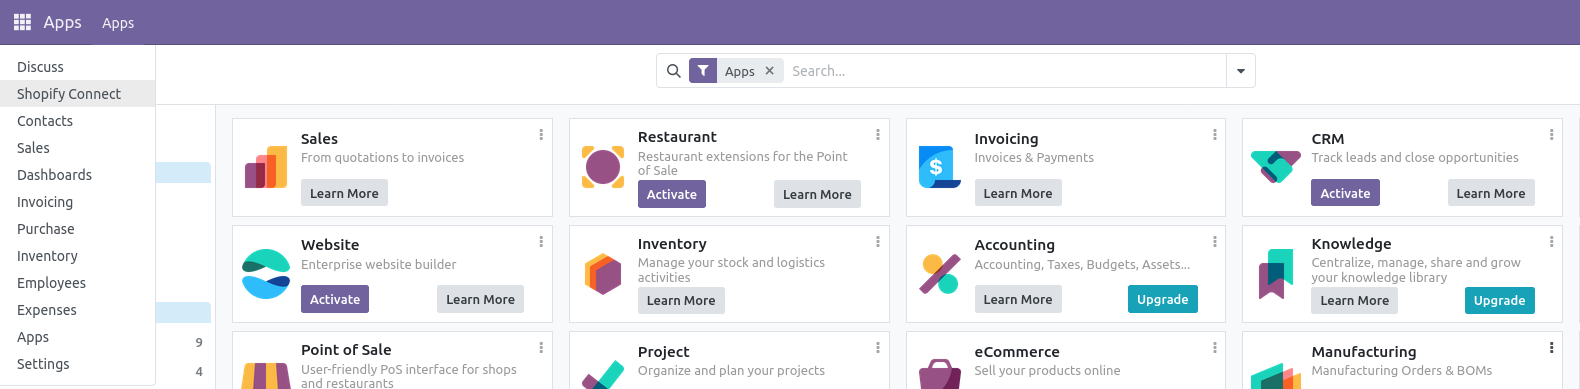 Apps Apps
Discuss
Shopify Connect
Contacts
Sales
Dashboards
Invoicing
Purchase
Inventory
Employees
Expenses
Apps
Settings
9
4
Apps × Search...
Sales
From quotations to invoices
Learn More
Restaurant
Restaurant extensions for the Point
of Sale
Activate Learn More
Invoicing
Invoices & Payments
Learn More
CRM
Track leads and close opportunities
Activate Learn More
Website
Enterprise website builder
Activate Learn More
Inventory
Manage your stock and logistics
activities
Learn More
Accounting
Accounting, Taxes, Budgets, Assets...
Learn More Upgrade
Knowledge
Centralize, manage, share and grow
your knowledge library
Learn More Upgrade
Point of Sale
User-friendly PoS interface for shops
and restaurants
Project
Organize and plan your projects
eCommerce
Sell your products online
Manufacturing
Manufacturing Orders & BOMs